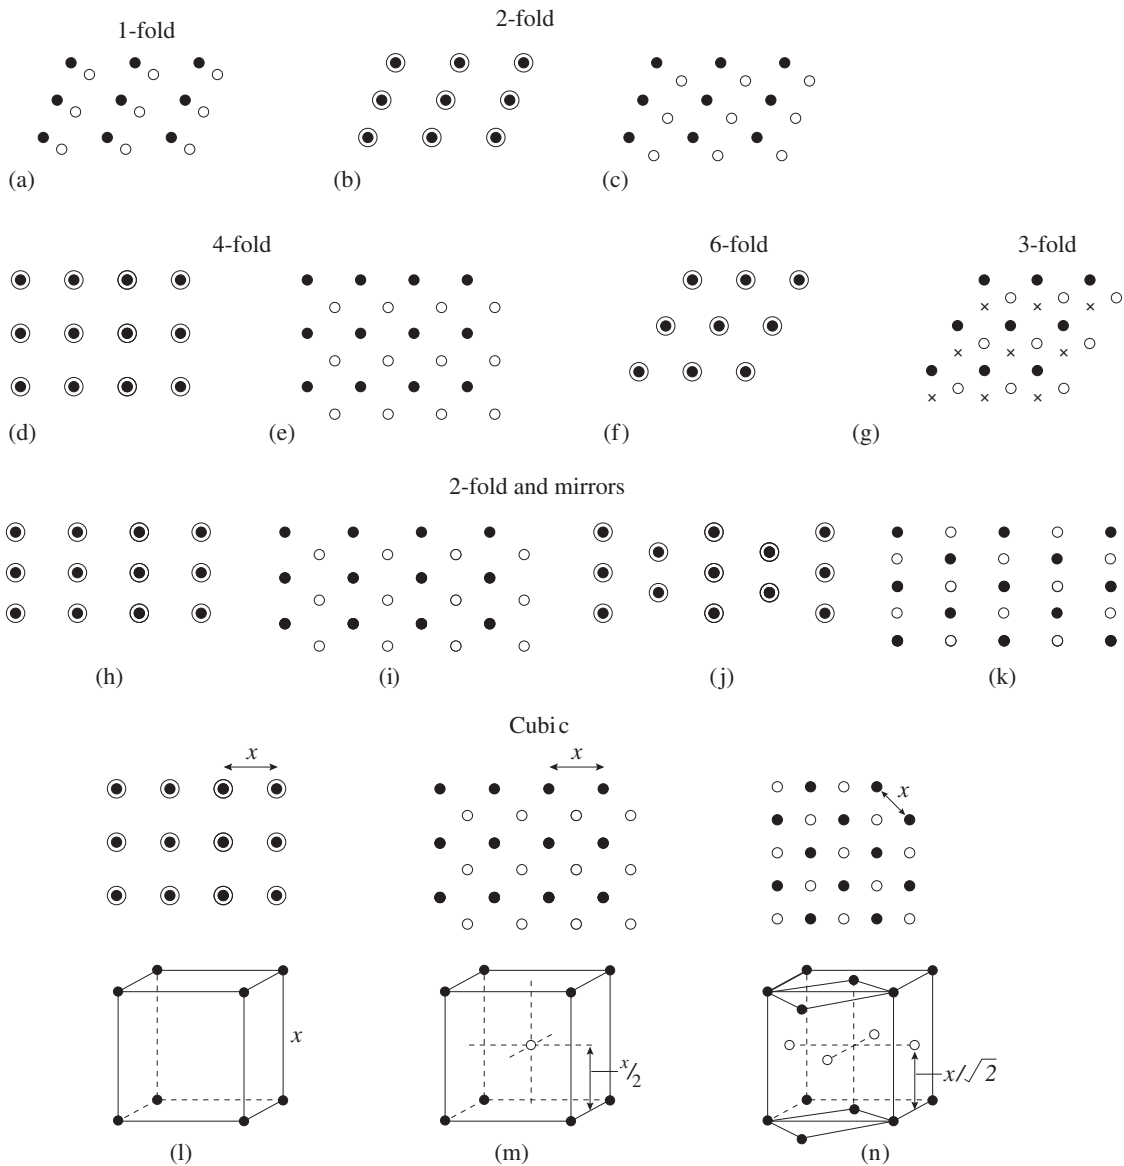 1-fold
2-fold
(a)
(b)
(c)
4-fold
6-fold
3-fold
(d)
(e)
(f)
(g)
2-fold and mirrors
(h)
(i)
(j)
(k)
Cubic
x
x
x
x
x/2
x/√2
(l)
(m)
(n)